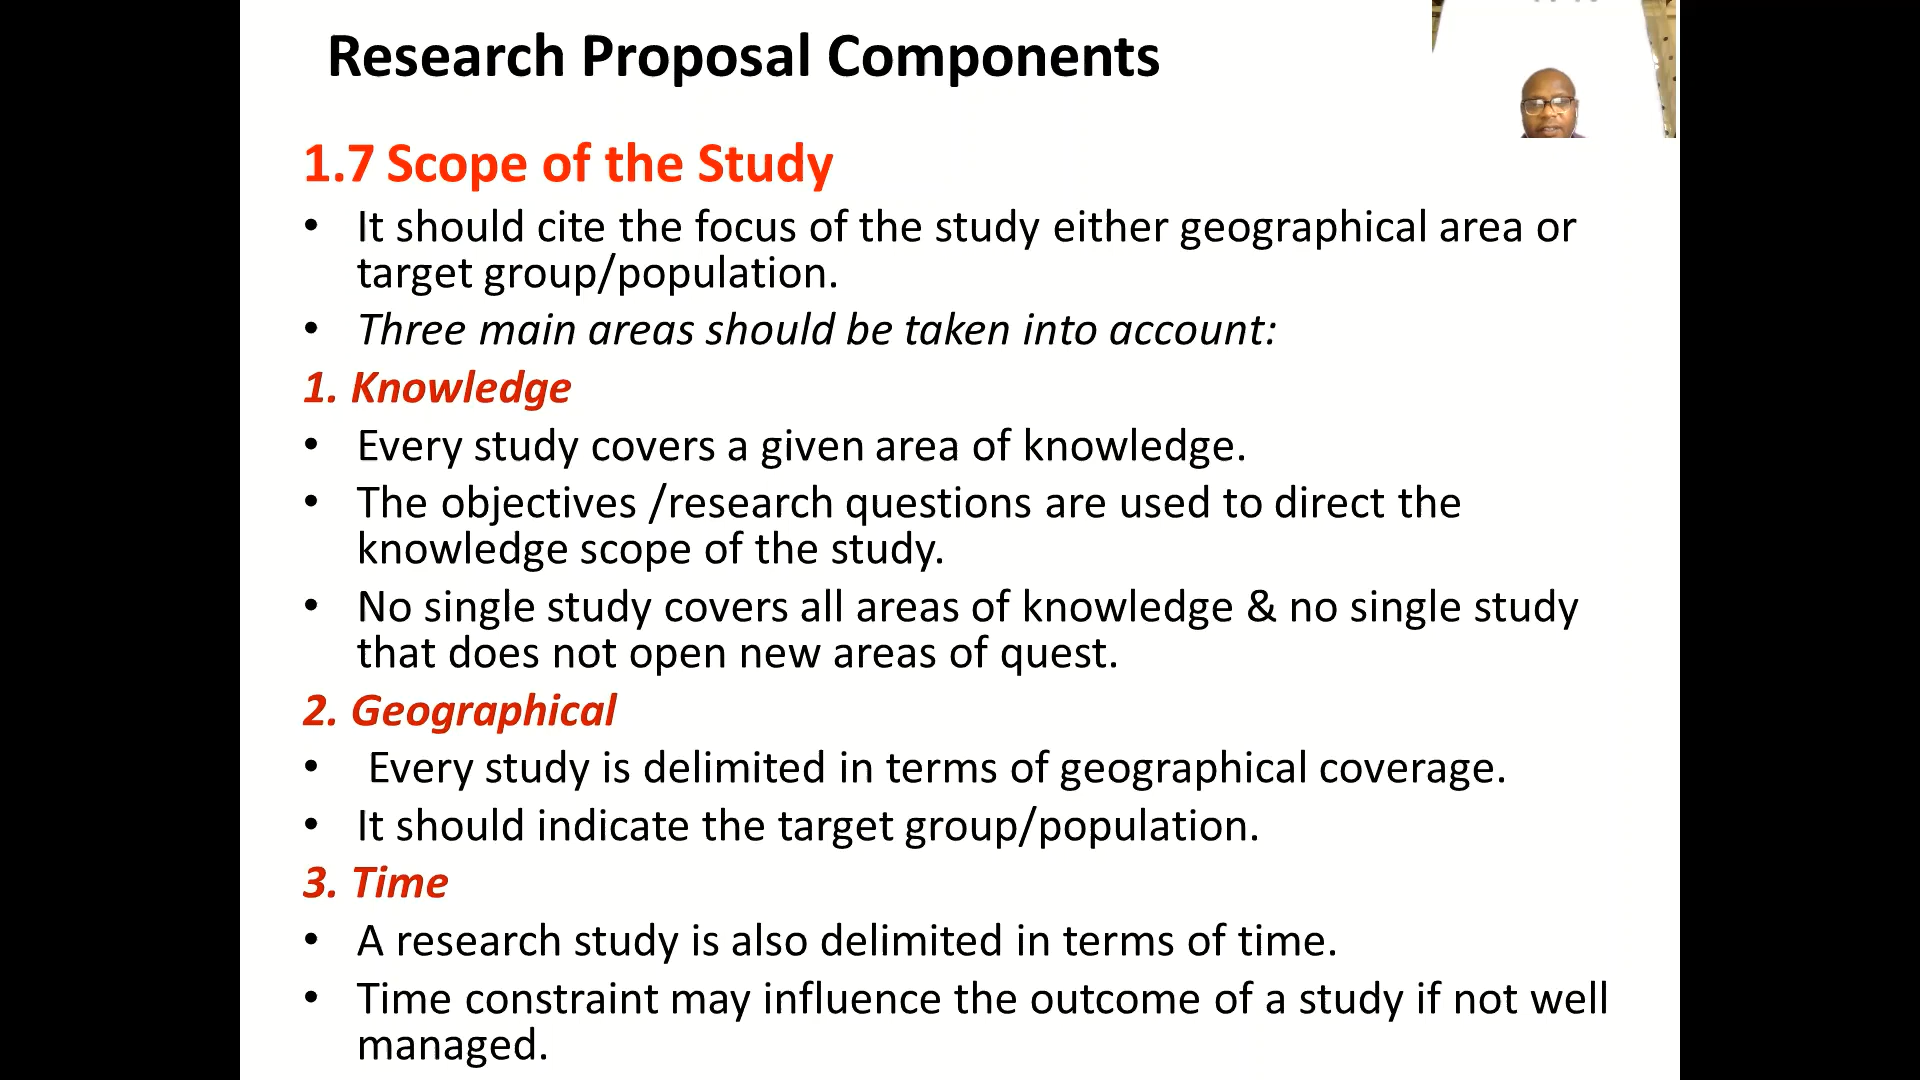 Research Proposal Components
1.7 Scope of the Study
• It should cite the focus of the study either geographical area or
target group/population.
• Three main areas should be taken into account:
1. Knowledge
• Every study covers a given area of knowledge.
• The objectives /research questions are used to direct the
knowledge scope of the study.
• No single study covers all areas of knowledge & no single study
that does not open new areas of quest.
2. Geographical
• Every study is delimited in terms of geographical coverage.
• It should indicate the target group/population.
3. Time
• A research study is also delimited in terms of time.
• Time constraint may influence the outcome of a study if not well
managed.